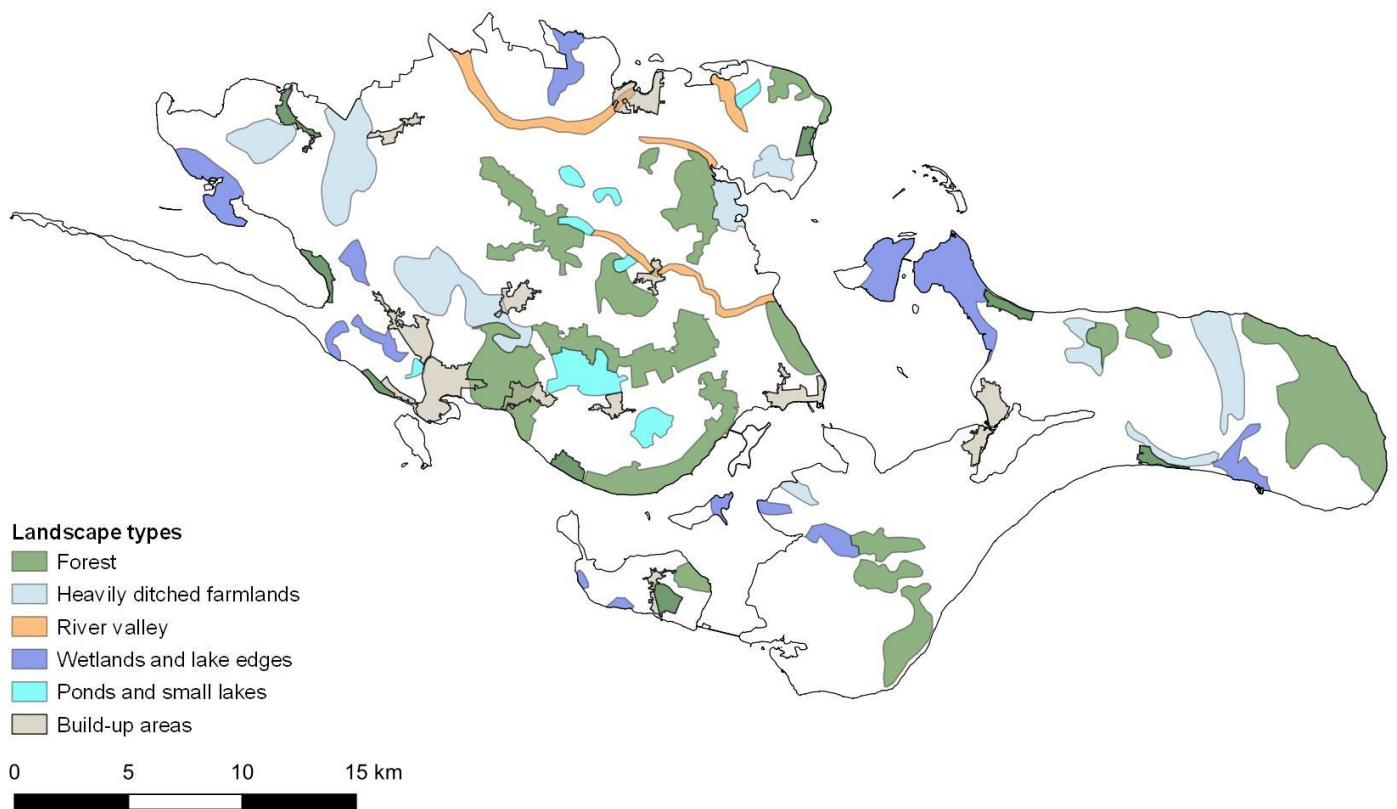 Landscape types
Forest
Heavily ditched farmlands
River valley
Wetlands and lake edges
Ponds and small lakes
Build-up areas
0 5 10 15 km